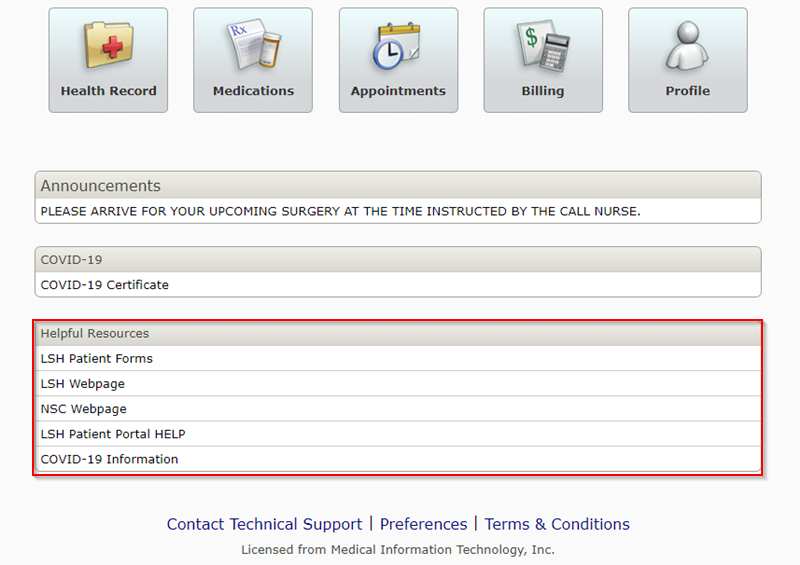 Rx
$
Health Record
Medications
Appointments
Billing
Profile
Announcements
PLEASE ARRIVE FOR YOUR UPCOMING SURGERY AT THE TIME INSTRUCTED BY THE CALL NURSE.
COVID-19
COVID-19 Certificate
Helpful Resources
LSH Patient Forms
LSH Webpage
NSC Webpage
LSH Patient Portal HELP
COVID-19 Information
Contact Technical Support | Preferences | Terms & Conditions
Licensed from Medical Information Technology, Inc.